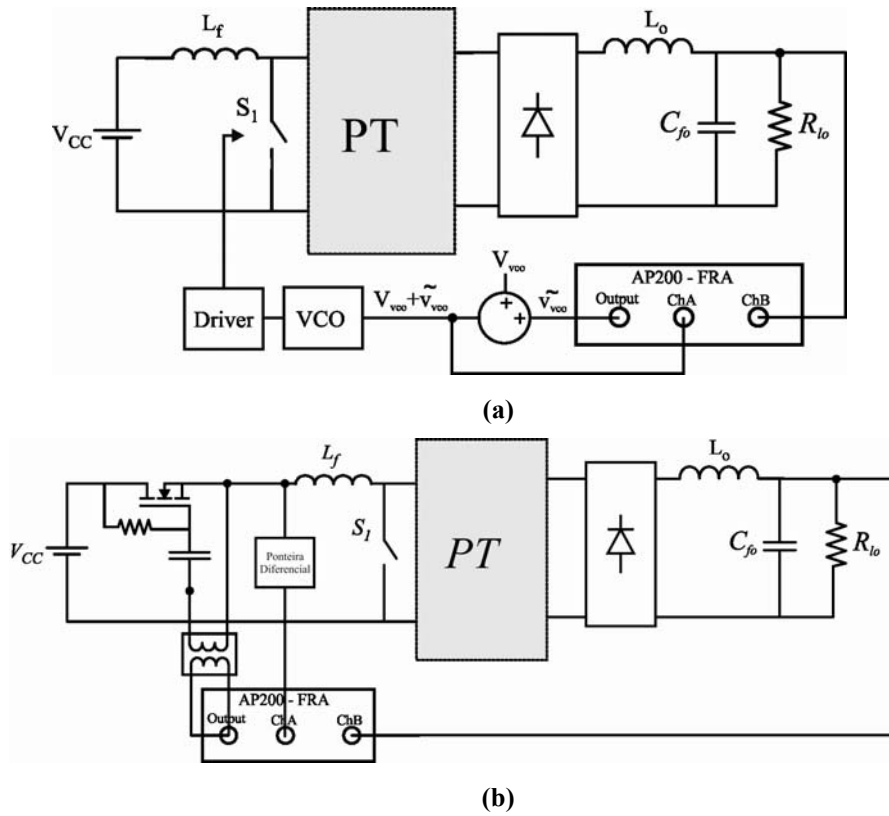 L_f
L_o
S_1
PT
V_CC
C_fo
R_lo
V_vco
AP200 - FRA
V_vco+ṽ_vco
ṽ_vco
Output ChA ChB
Driver
VCO
+
+
(a)
L_f
L_o
S_1
Ponteira
Diferencial
PT
V_CC
C_fo
R_lo
AP200 - FRA
Output ChA ChB
(b)